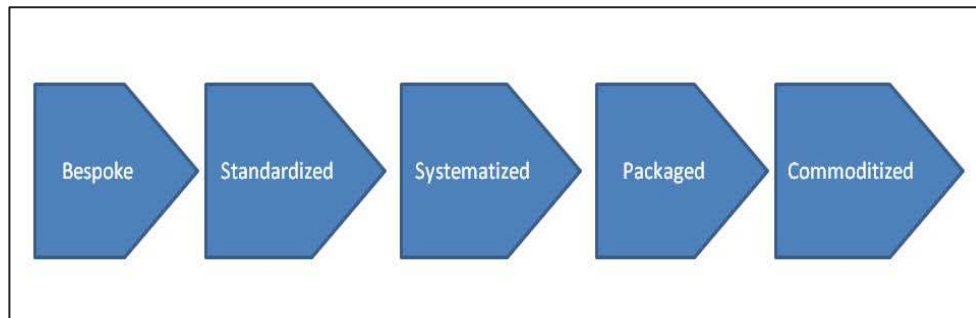 Bespoke
Standardized
Systematized
Packaged
Commoditized